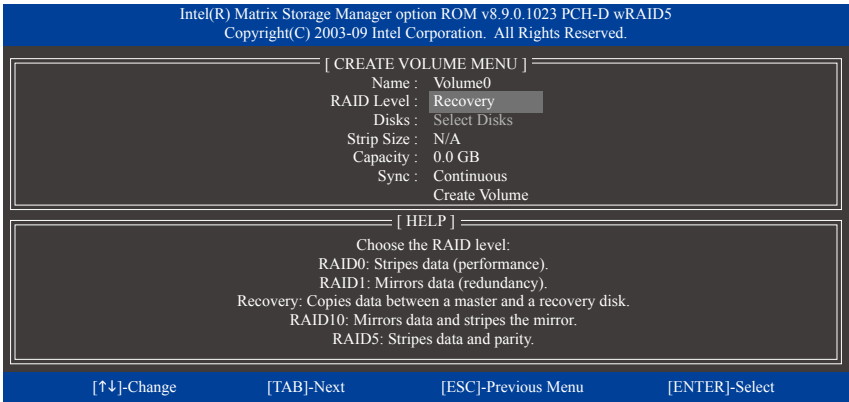 Intel(R) Matrix Storage Manager option ROM v8.9.0.1023 PCH-D wRAID5
Copyright(C) 2003-09 Intel Corporation. All Rights Reserved.
[ CREATE VOLUME MENU ]
Name : Volume0
RAID Level : Recovery
Disks : Select Disks
Strip Size : N/A
Capacity : 0.0 GB
Sync : Continuous
Create Volume
[ HELP ]
Choose the RAID level:
RAID0: Stripes data (performance).
RAID1: Mirrors data (redundancy).
Recovery: Copies data between a master and a recovery disk.
RAID10: Mirrors data and stripes the mirror.
RAID5: Stripes data and parity.
[↑↓]-Change [TAB]-Next [ESC]-Previous Menu [ENTER]-Select